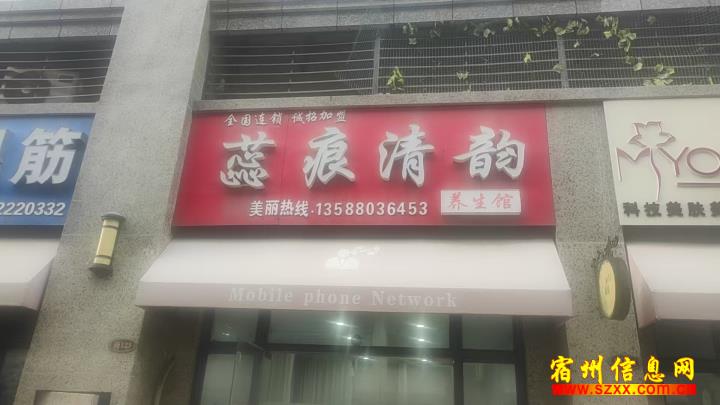 全国连锁 诚招加盟
蕊痕清韵
美丽热线·13588036453
养生馆
筋
2220332
MYO
科技美肤
Mobile phone Network
宿州信息网
www.szxx.com.cn